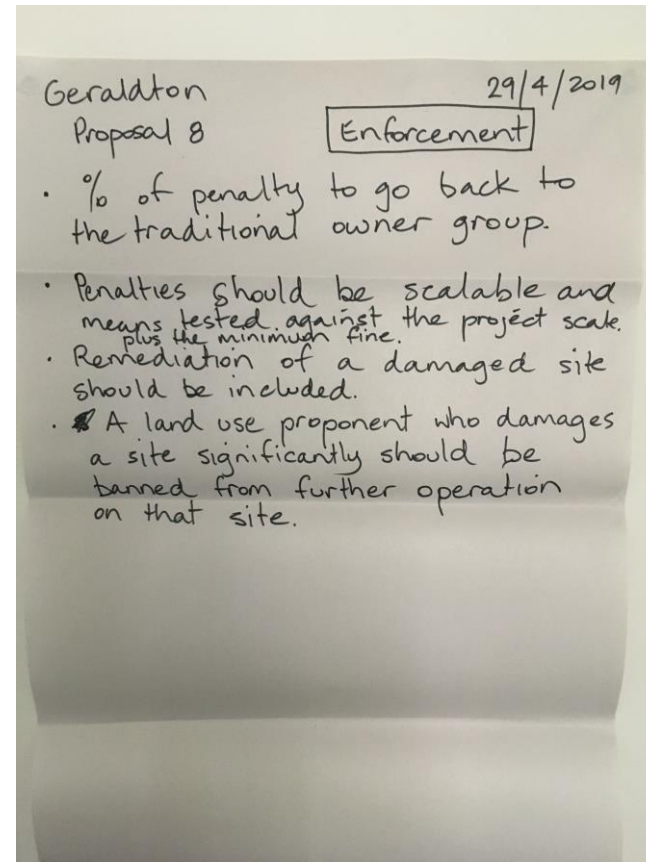 Geraldton 29/4/2019
Proposal 8 Enforcement
· % of penalty to go back to
the traditional owner group.
· Penalties should be scalable and
means tested against the project scale.
plus the minimum fine.
· Remediation of a damaged site
should be included.
· A land use proponent who damages
a site significantly should be
banned from further operation
on that site.